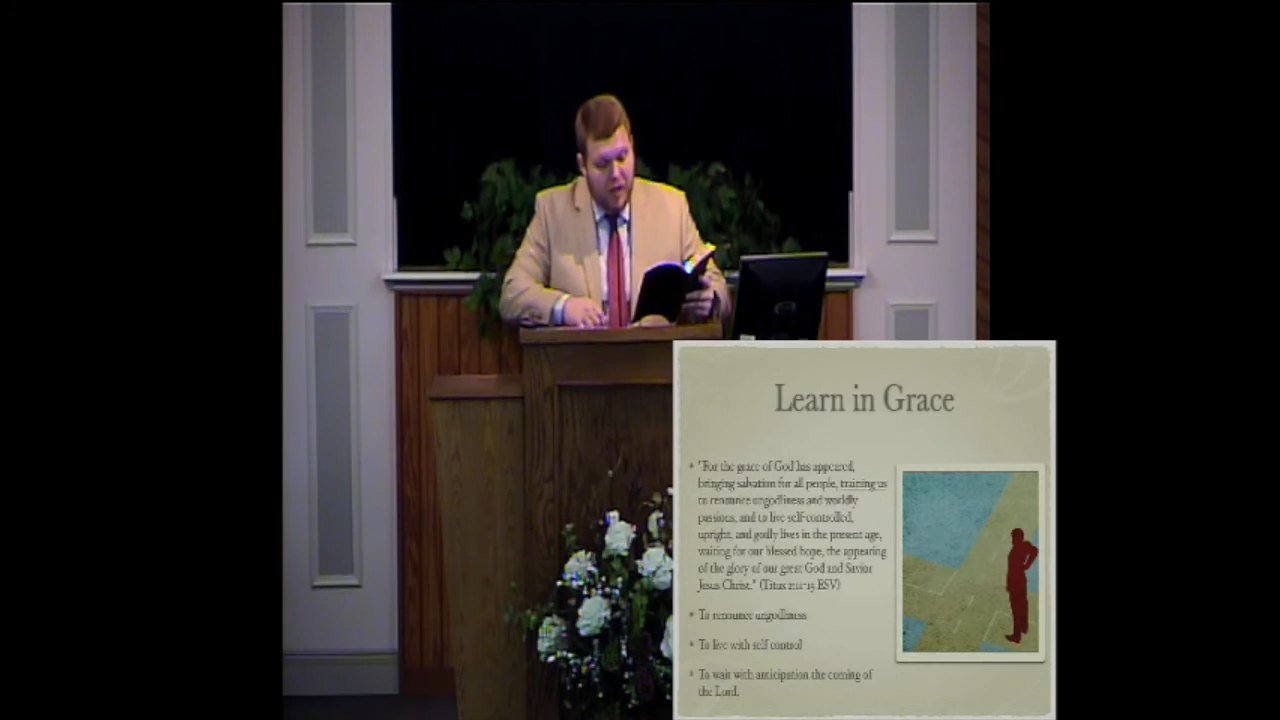 Learn in Grace
* "For the grace of God has appeared,
bringing salvation for all people, training us
to renounce ungodliness and worldly
passions, and to live self-controlled,
upright, and godly lives in the present age,
waiting for our blessed hope, the appearing
of the glory of our great God and Savior
Jesus Christ." (Titus 2:11-13 ESV)
* To renounce ungodliness
* To live with self control
* To wait with anticipation the coming of
the Lord.